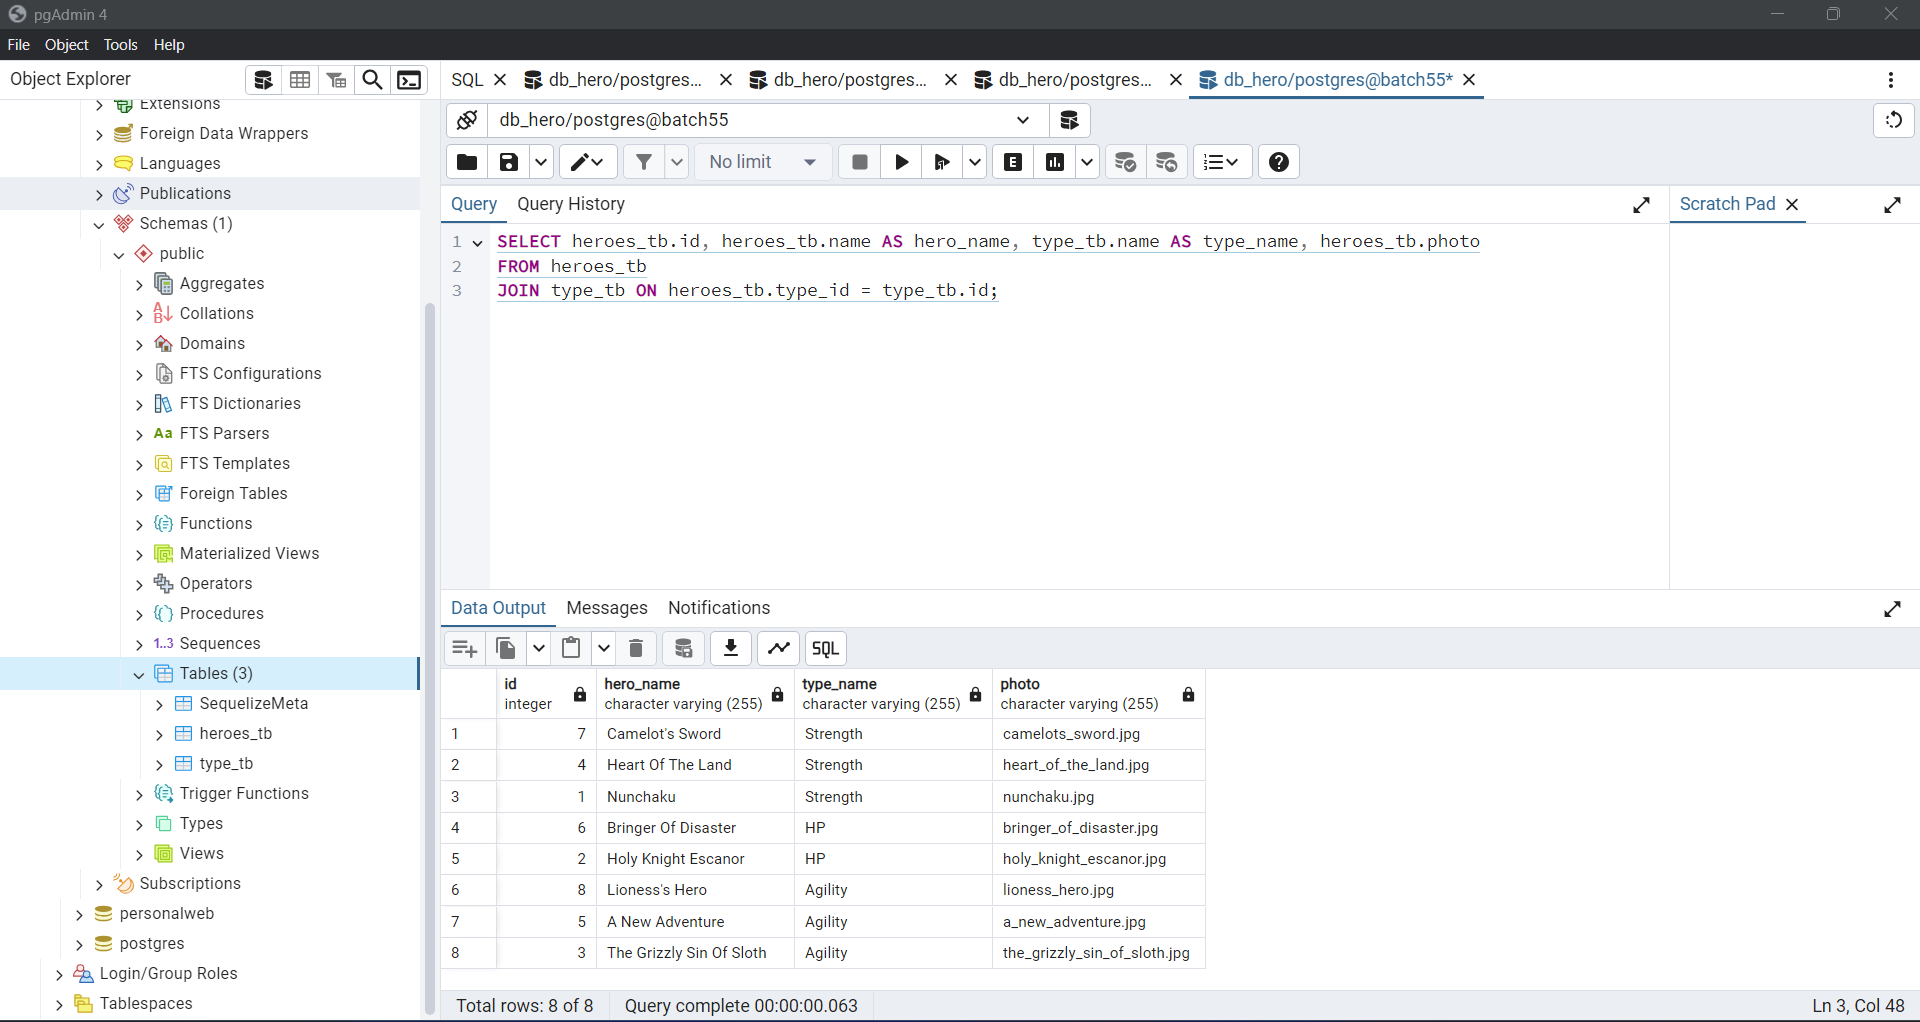 pgAdmin 4
File Object Tools Help
Object Explorer
SQL
db_hero/postgres...
db_hero/postgres...
db_hero/postgres...
db_hero/postgres@batch55*
Extensions
Foreign Data Wrappers
Languages
Publications
Schemas (1)
public
Aggregates
Collations
Domains
FTS Configurations
FTS Dictionaries
Aa FTS Parsers
FTS Templates
Foreign Tables
Functions
Materialized Views
Operators
Procedures
1..3 Sequences
Tables (3)
SequelizeMeta
heroes_tb
type_tb
Trigger Functions
Types
Views
Subscriptions
personalweb
postgres
Login/Group Roles
Tablespaces
db_hero/postgres@batch55
No limit
E
Query Query History
Scratch Pad
1 SELECT heroes_tb.id, heroes_tb.name AS hero_name, type_tb.name AS type_name, heroes_tb.photo
2 FROM heroes_tb
3 JOIN type_tb ON heroes_tb.type_id = type_tb.id;
Data Output Messages Notifications
SQL
id hero_name type_name photo
integer character varying (255) character varying (255) character varying (255)
1 7 Camelot's Sword Strength camelots_sword.jpg
2 4 Heart Of The Land Strength heart_of_the_land.jpg
3 1 Nunchaku Strength nunchaku.jpg
4 6 Bringer Of Disaster HP bringer_of_disaster.jpg
5 2 Holy Knight Escanor HP holy_knight_escanor.jpg
6 8 Lioness's Hero Agility lioness_hero.jpg
7 5 A New Adventure Agility a_new_adventure.jpg
8 3 The Grizzly Sin Of Sloth Agility the_grizzly_sin_of_sloth.jpg
Total rows: 8 of 8 Query complete 00:00:00.063 Ln 3, Col 48